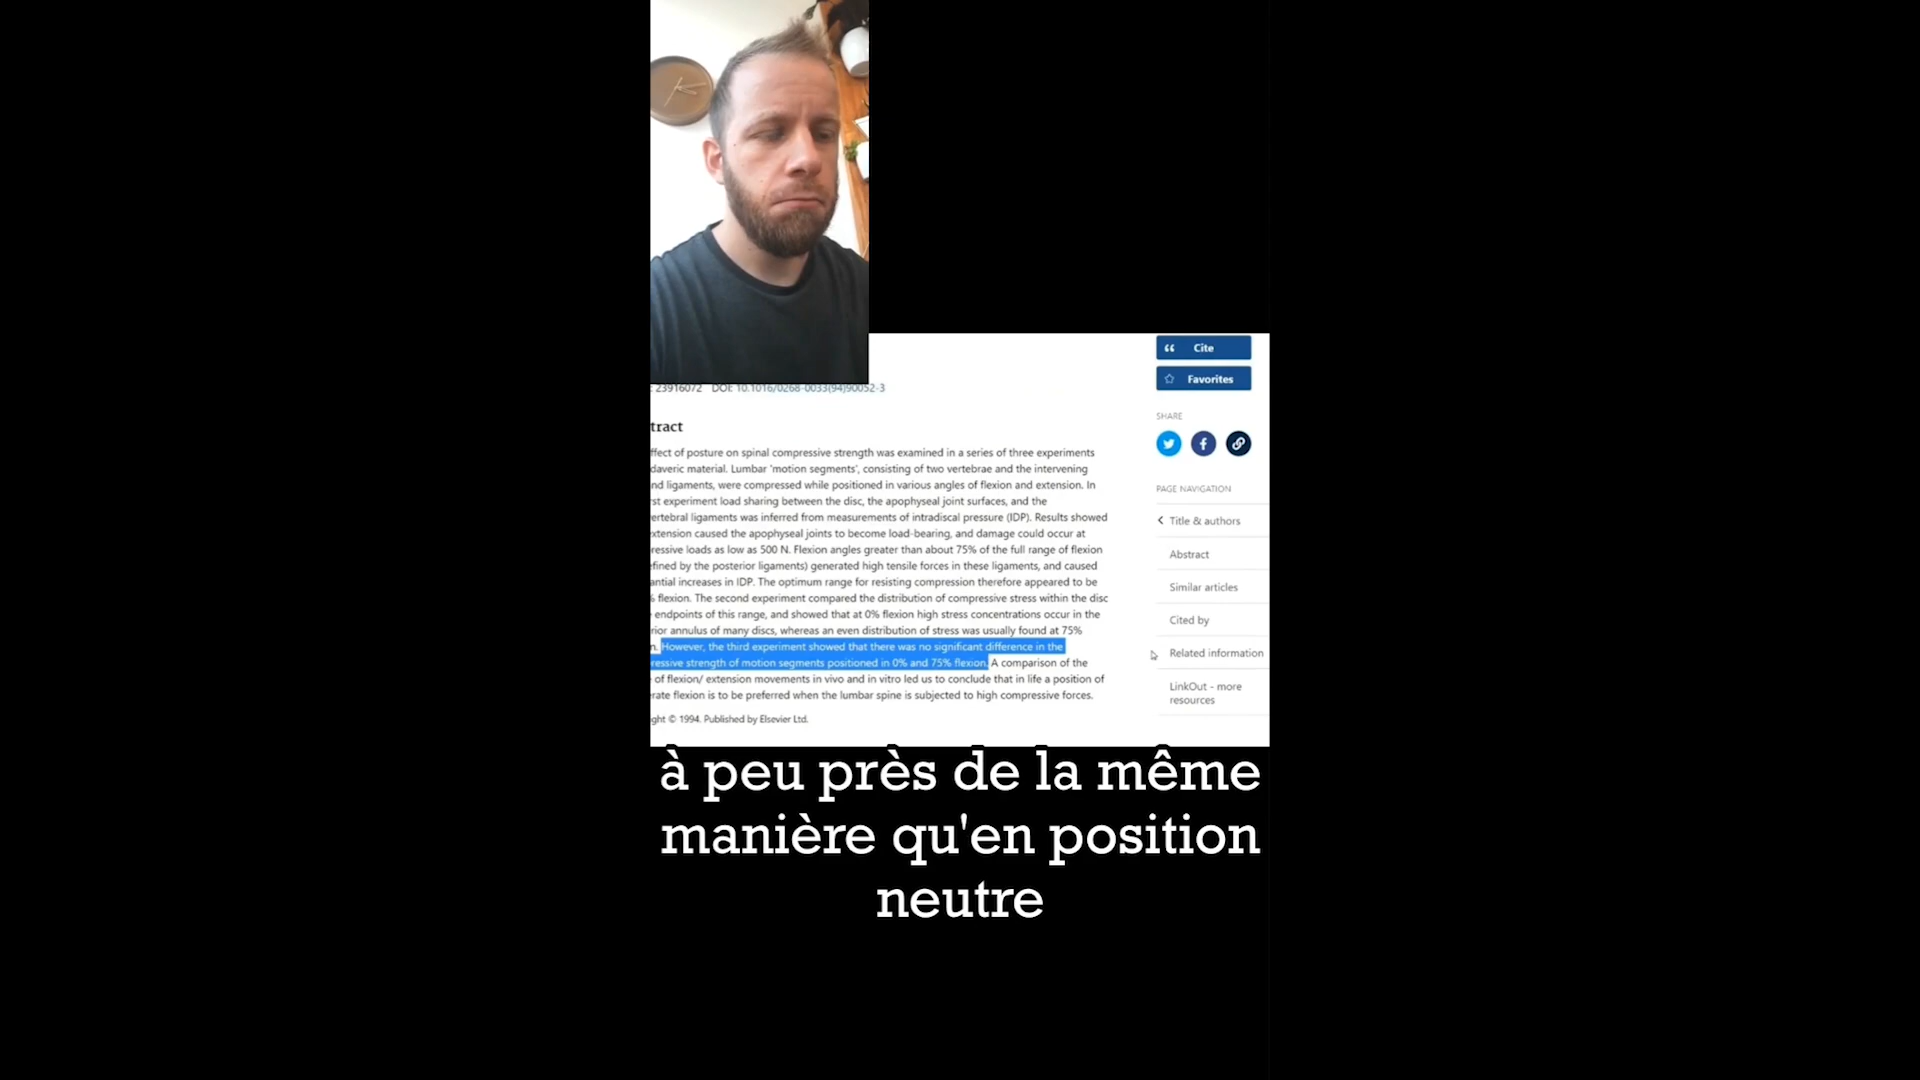 Cite
Favorites
: 23916072 DOI: 10.1016/0268-0033(94)90052-3
SHARE
tract
ffect of posture on spinal compressive strength was examined in a series of three experiments
daveric material. Lumbar 'motion segments', consisting of two vertebrae and the intervening
nd ligaments, were compressed while positioned in various angles of flexion and extension. In
rst experiment load sharing between the disc, the apophyseal joint surfaces, and the
vertebral ligaments was inferred from measurements of intradiscal pressure (IDP). Results showed
xtension caused the apophyseal joints to become load-bearing, and damage could occur at
ressive loads as low as 500 N. Flexion angles greater than about 75% of the full range of flexion
fined by the posterior ligaments) generated high tensile forces in these ligaments, and caused
antial increases in IDP. The optimum range for resisting compression therefore appeared to be
% flexion. The second experiment compared the distribution of compressive stress within the disc
endpoints of this range, and showed that at 0% flexion high stress concentrations occur in the
rior annulus of many discs, whereas an even distribution of stress was usually found at 75%
n. However, the third experiment showed that there was no significant difference in the
ressive strength of motion segments positioned in 0% and 75% flexion. A comparison of the
of flexion/ extension movements in vivo and in vitro led us to conclude that in life a position of
rate flexion is to be preferred when the lumbar spine is subjected to high compressive forces.
ght © 1994. Published by Elsevier Ltd.
PAGE NAVIGATION
Title & authors
Abstract
Similar articles
Cited by
Related information
LinkOut - more
resources
à peu près de la même
manière qu'en position
neutre